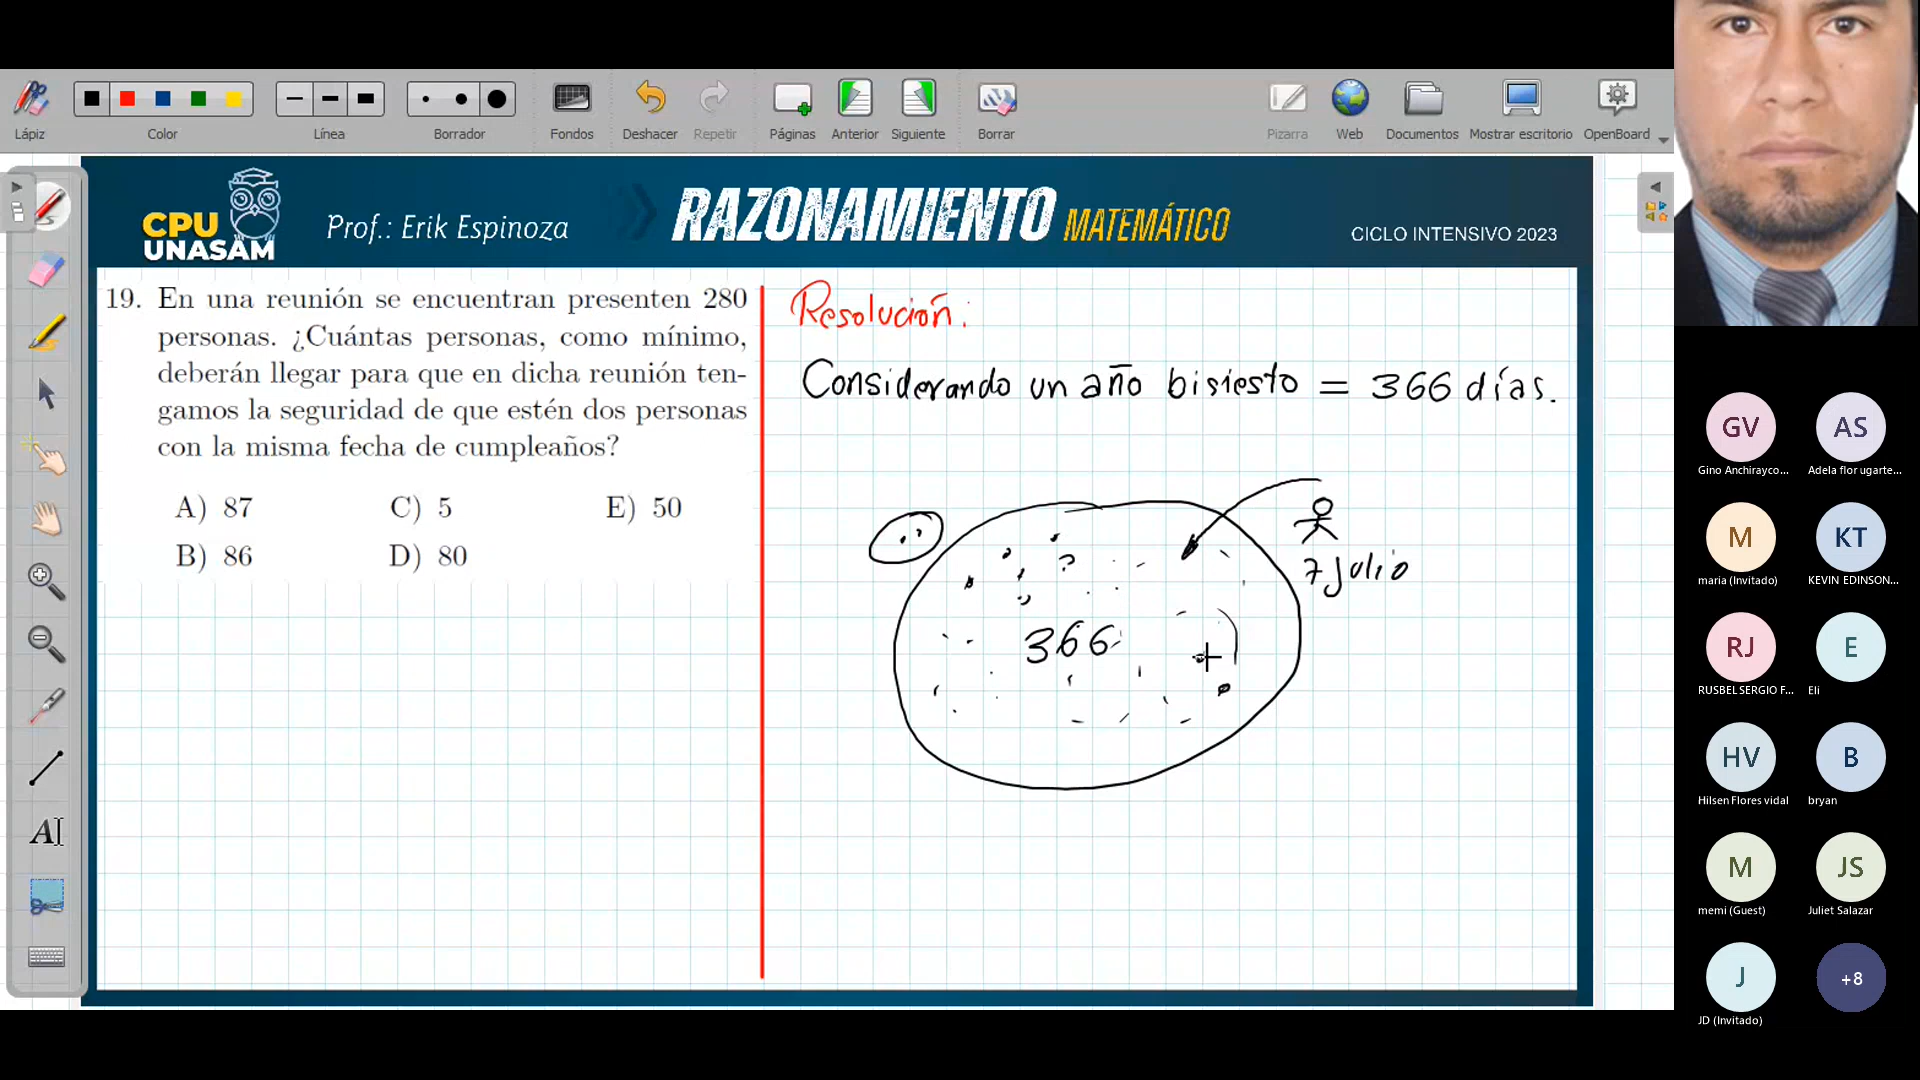 Lápiz
Color
Línea
Borrador
Fondos
Deshacer
Repetir
Páginas
Anterior
Siguiente
Borrar
Pizarra
Web
Documentos
Mostrar escritorio
OpenBoard
CPU
UNASAM
Prof.: Erik Espinoza
RAZONAMIENTO MATEMÁTICO
CICLO INTENSIVO 2023
19. En una reunión se encuentran presenten 280
personas. ¿Cuántas personas, como mínimo,
deberán llegar para que en dicha reunión ten-
gamos la seguridad de que estén dos personas
con la misma fecha de cumpleaños?
A) 87 C) 5 E) 50
B) 86 D) 80
Resolución:
Considerando un año bisiesto = 366 días.
7 Julio
366
A
GV
Gino Anchirayco...
AS
Adela flor ugarte...
M
maria (Invitado)
KT
KEVIN EDINSON...
RJ
RUSBEL SERGIO F...
E
Eli
HV
Hilsen Flores vidal
B
bryan
M
memi (Guest)
JS
Juliet Salazar
J
JD (Invitado)
+8